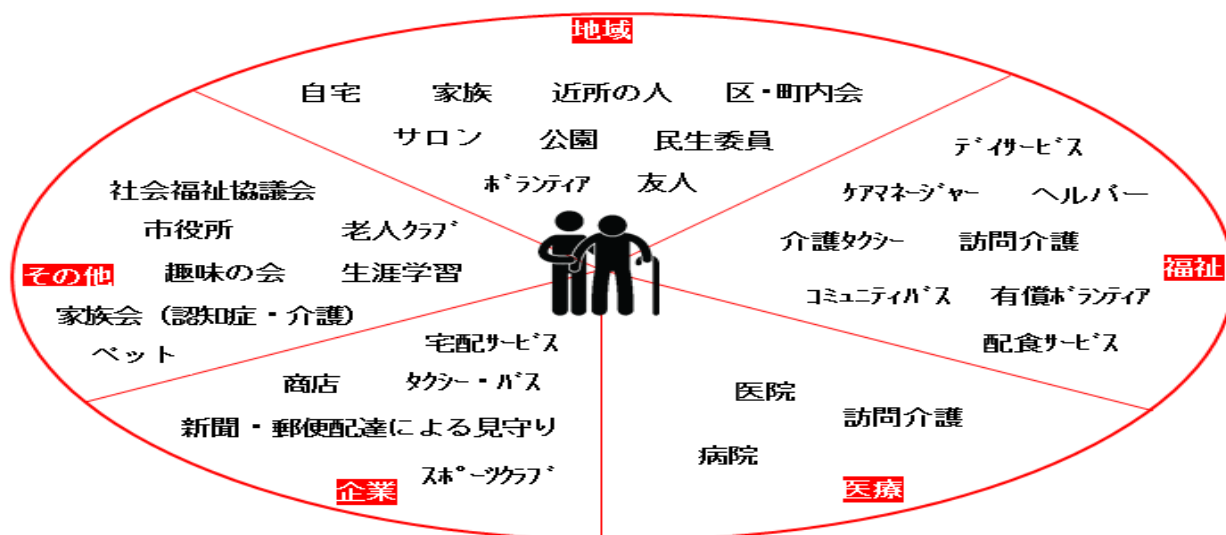 地域
自宅 家族 近所の人 区・町内会
サロン 公園 民生委員
ﾎﾞﾗﾝﾃｨｱ 友人
ﾃﾞｲｻｰﾋﾞｽ
ｹｱﾏﾈｰｼﾞｬｰ ヘルパー
介護ﾀｸｼｰ 訪問介護
福祉
ｺﾐｭﾆﾃｨﾊﾞｽ 有償ﾎﾞﾗﾝﾃｨｱ
配食ｻｰﾋﾞｽ
医院
訪問介護
病院
医療
宅配ｻｰﾋﾞｽ
商店 ﾀｸｼｰ・ﾊﾞｽ
新聞・郵便配達による見守り
ｽﾎﾟｰﾂｸﾗﾌﾞ
企業
社会福祉協議会
市役所 老人ｸﾗﾌﾞ
その他 趣味の会 生涯学習
家族会（認知症・介護）
ペット